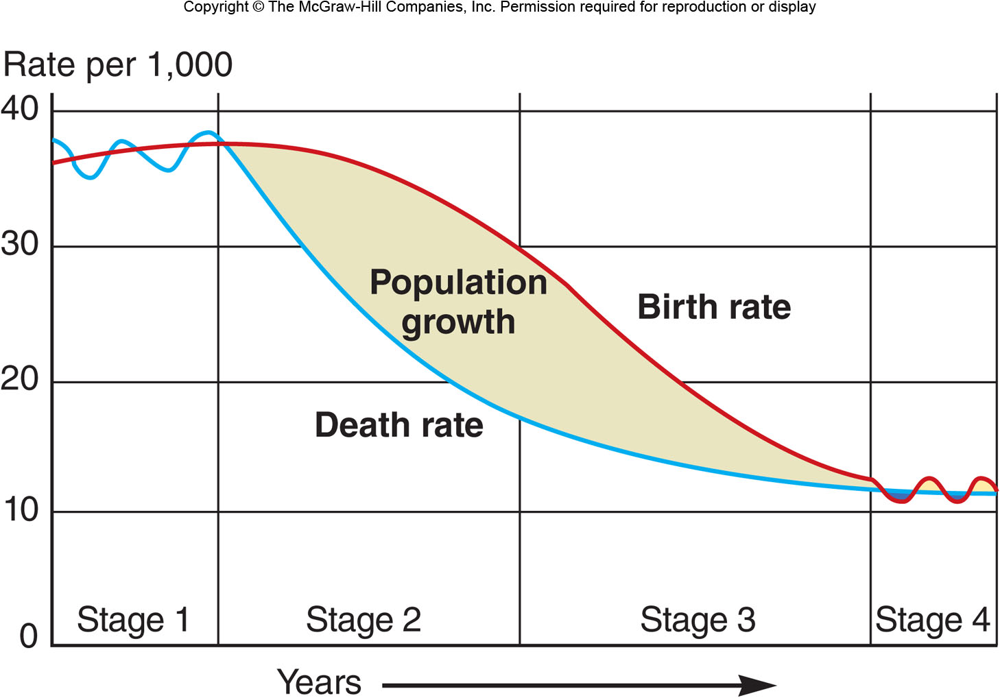 Copyright © The McGraw-Hill Companies, Inc. Permission required for reproduction or display
Rate per 1,000
40
30
Population
growth
Birth rate
20
Death rate
10
Stage 1
Stage 2
Stage 3
Stage 4
0
Years